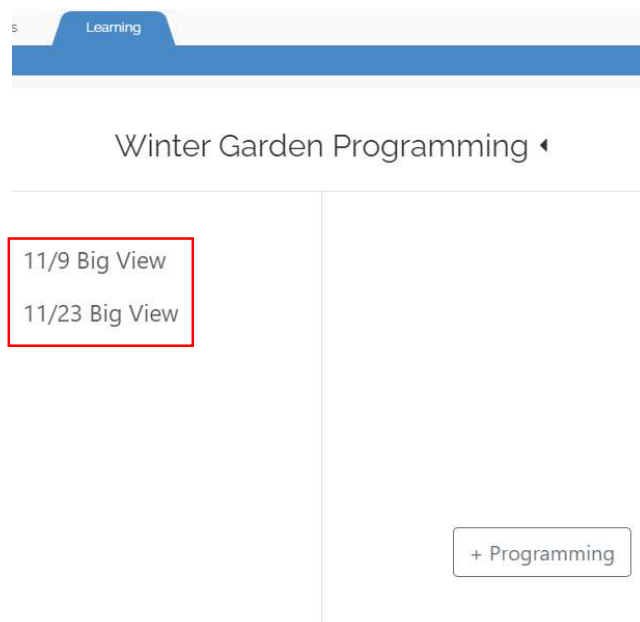 s
Learning
Winter Garden Programming
11/9 Big View
11/23 Big View
+ Programming